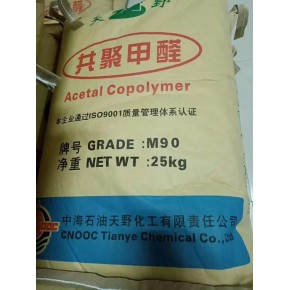 天野
共聚甲醛
Acetal Copolymer
本企业通过ISO9001质量管理体系认证
牌号 GRADE :M90
净重 NET WT :25kg
中海石油天野化工有限责任公司
CNOOC Tianye Chemical Co.,Ltd